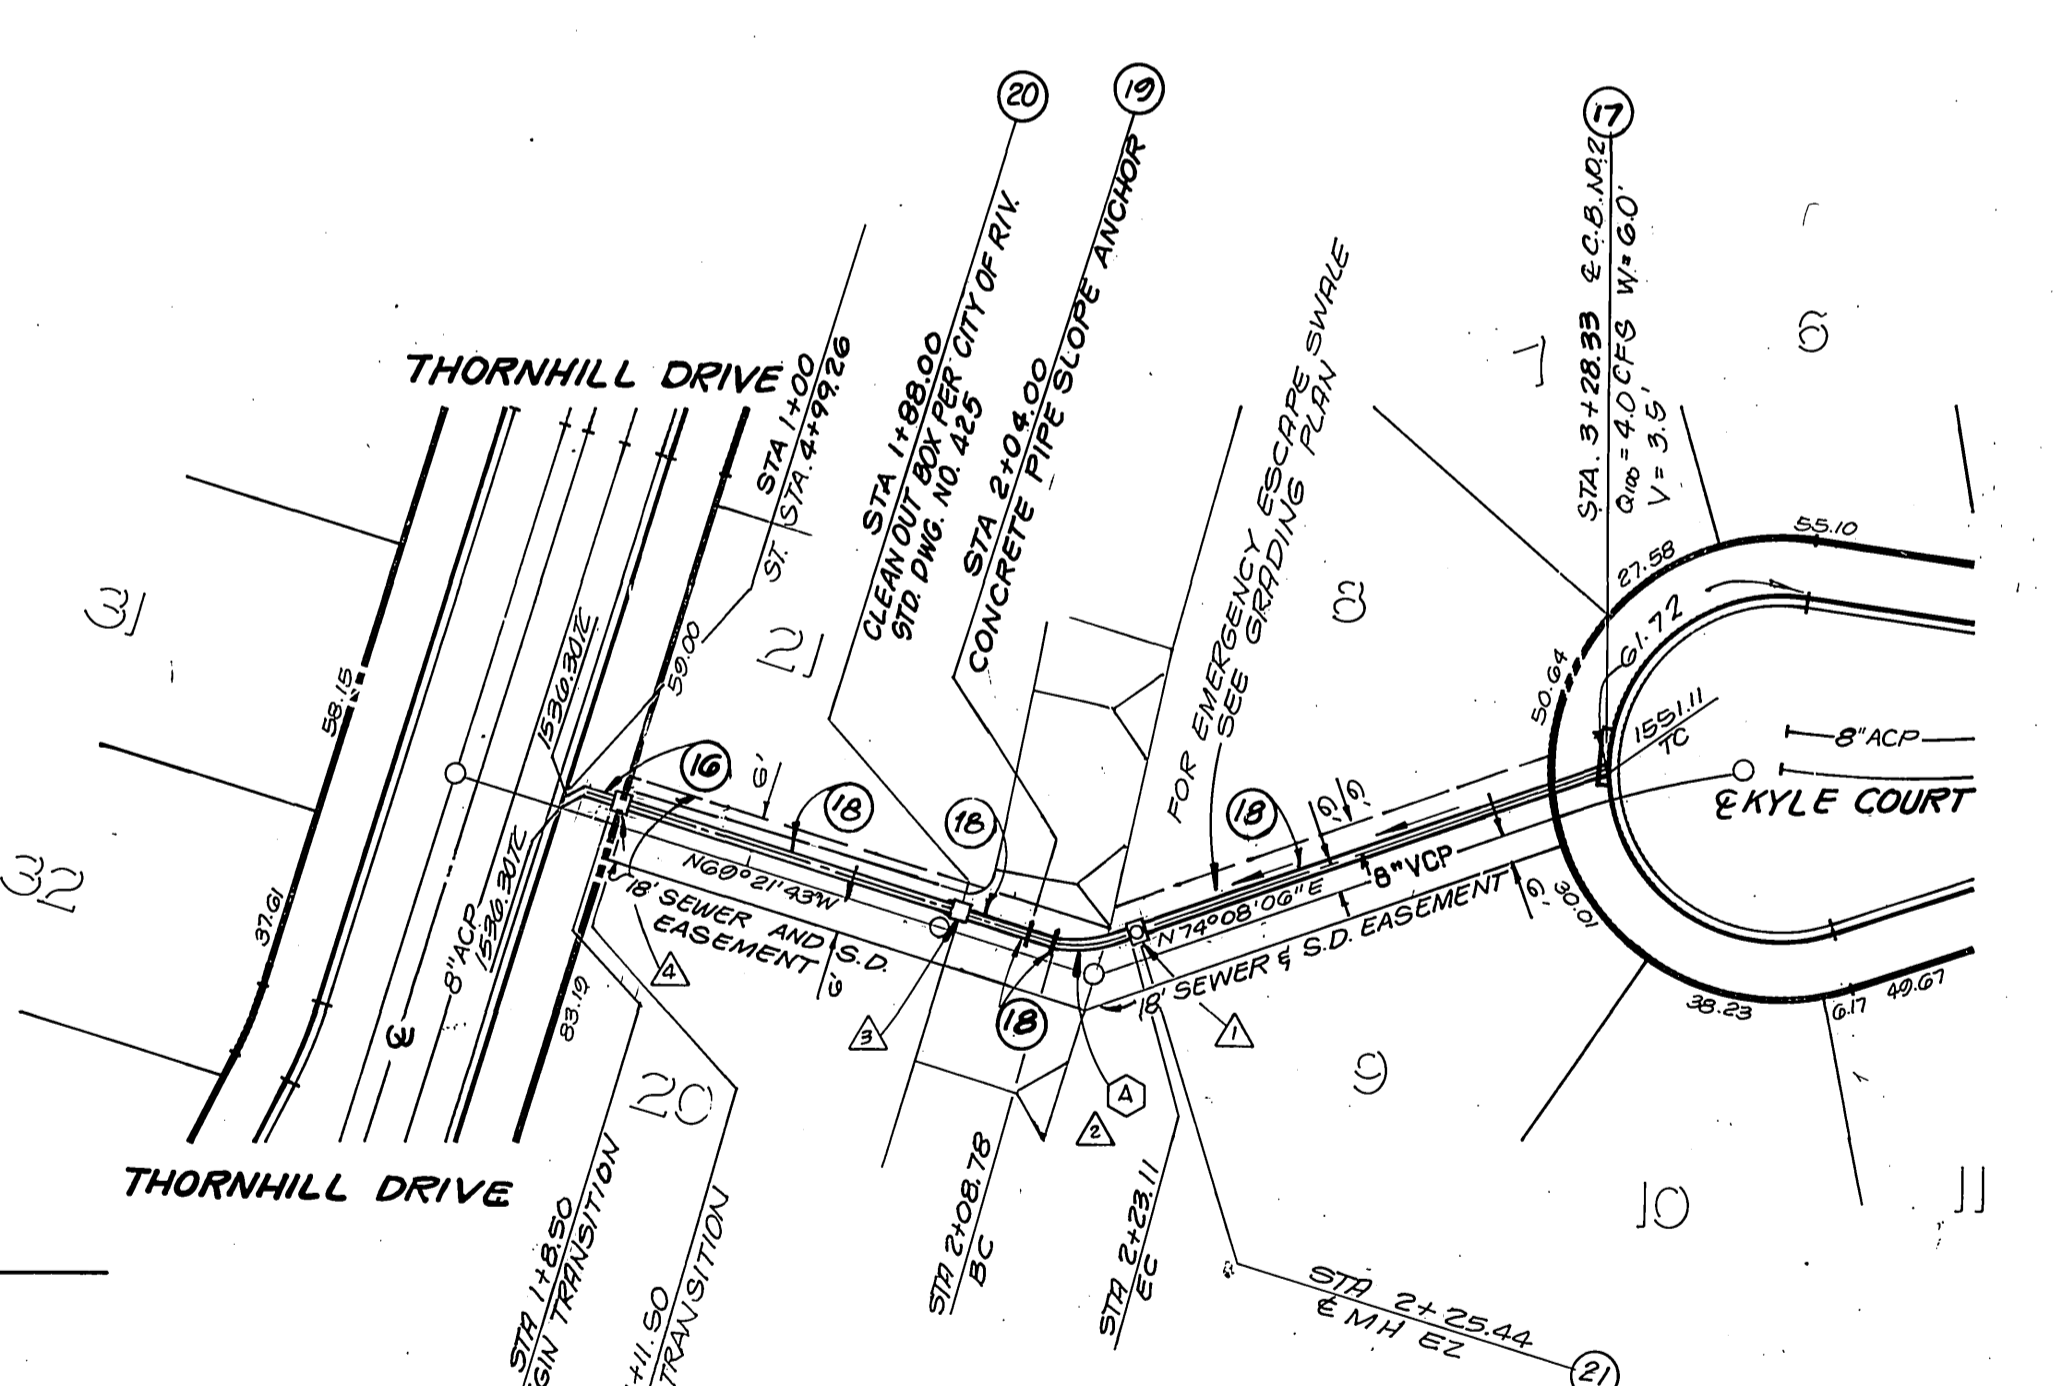 20
19
17
STA 1+88.00
CLEAN OUT BOX PER CITY OF RIV.
STD. DWG. NO. 425
STA 2+04.00
CONCRETE PIPE SLOPE ANCHOR
FOR EMERGENCY ESCAPE SWALE
SEE GRADING PLAN
STA. 3+28.33 ℄ C.B. NO. 2
Q100 = 4.0 CFS W = 6.0'
V = 3.5'
THORNHILL DRIVE
STA 1+00
ST. STA. 4+99.26
7
6
8
31
21
32
20
9
10
11
55.10
27.58
61.72
50.64
1551.11
TC
8" ACP
℄ KYLE COURT
30.01
38.23
6.17
49.67
58.15
37.61
1536.30TC
59.00
16
6'
18
18
18
6'
6'
8" VCP
N60°21'43"W
18' SEWER AND S.D.
EASEMENT
6'
N74°08'06"E
18' SEWER & S.D. EASEMENT
6'
8" ACP
1536.30TC
83.19
℄
4
3
18
1
A
2
THORNHILL DRIVE
STA 1+8.50
GIN TRANSITION
+11.50
TRANSITION
STA 2+08.78
BC
STA 2+23.11
EC
STA 2+25.44
℄ MH EZ
21